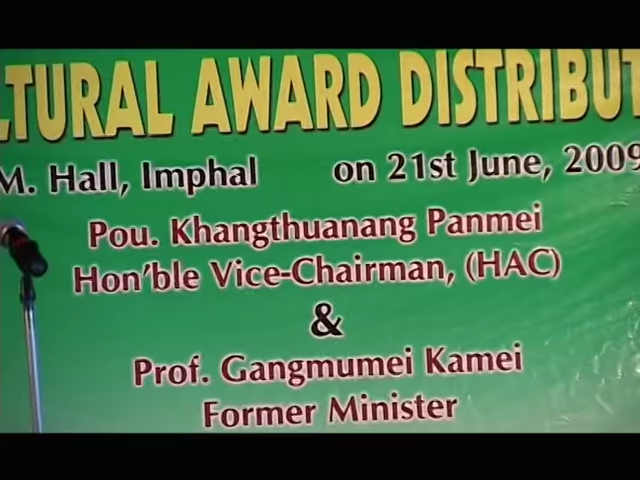 LTURAL AWARD DISTRIBUT
M. Hall, Imphal on 21st June, 2009
Pou. Khangthuanang Panmei
Hon'ble Vice-Chairman, (HAC)
&
Prof. Gangmumei Kamei
Former Minister